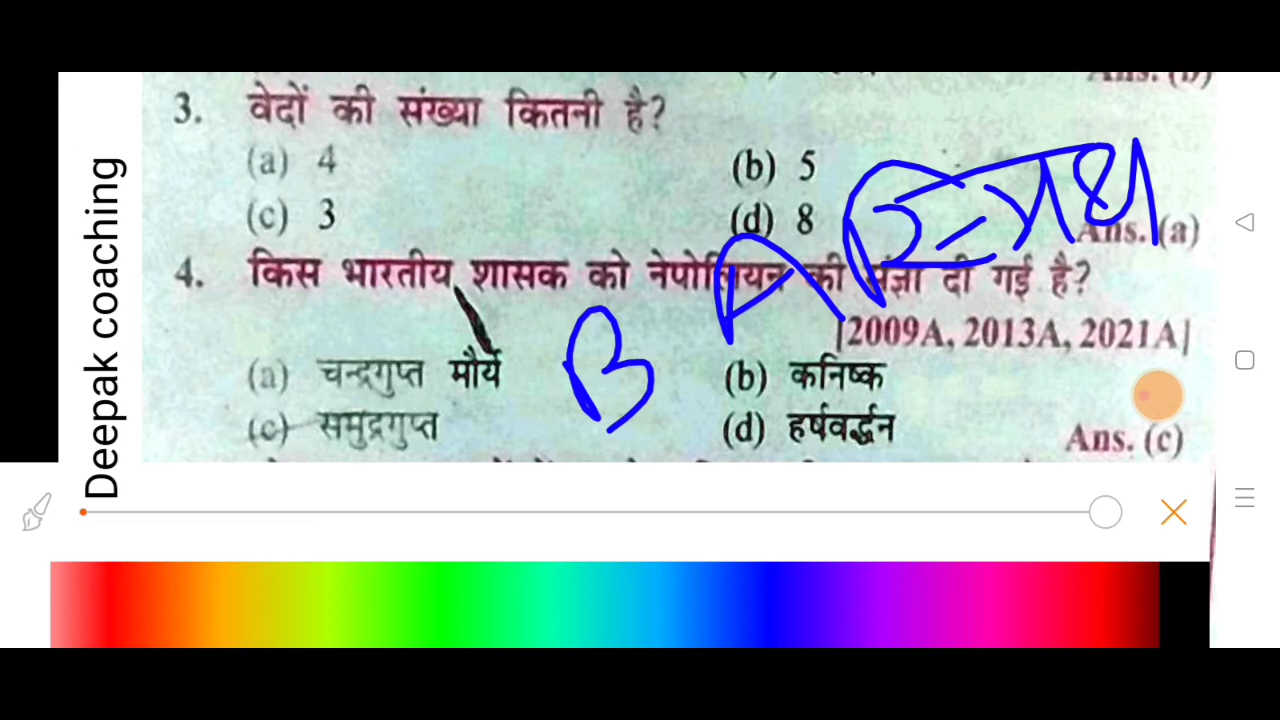 Deepak coaching
3. वेदों की संख्या कितनी है?
(a) 4 (b) 5
(c) 3 (d) 8 Ans. (a)
4. किस भारतीय शासक को नेपोलियन की संज्ञा दी गई है?
[2009A, 2013A, 2021A]
(a) चन्द्रगुप्त मौर्य (b) कनिष्क
(c) समुद्रगुप्त (d) हर्षवर्द्धन Ans. (c)
B A